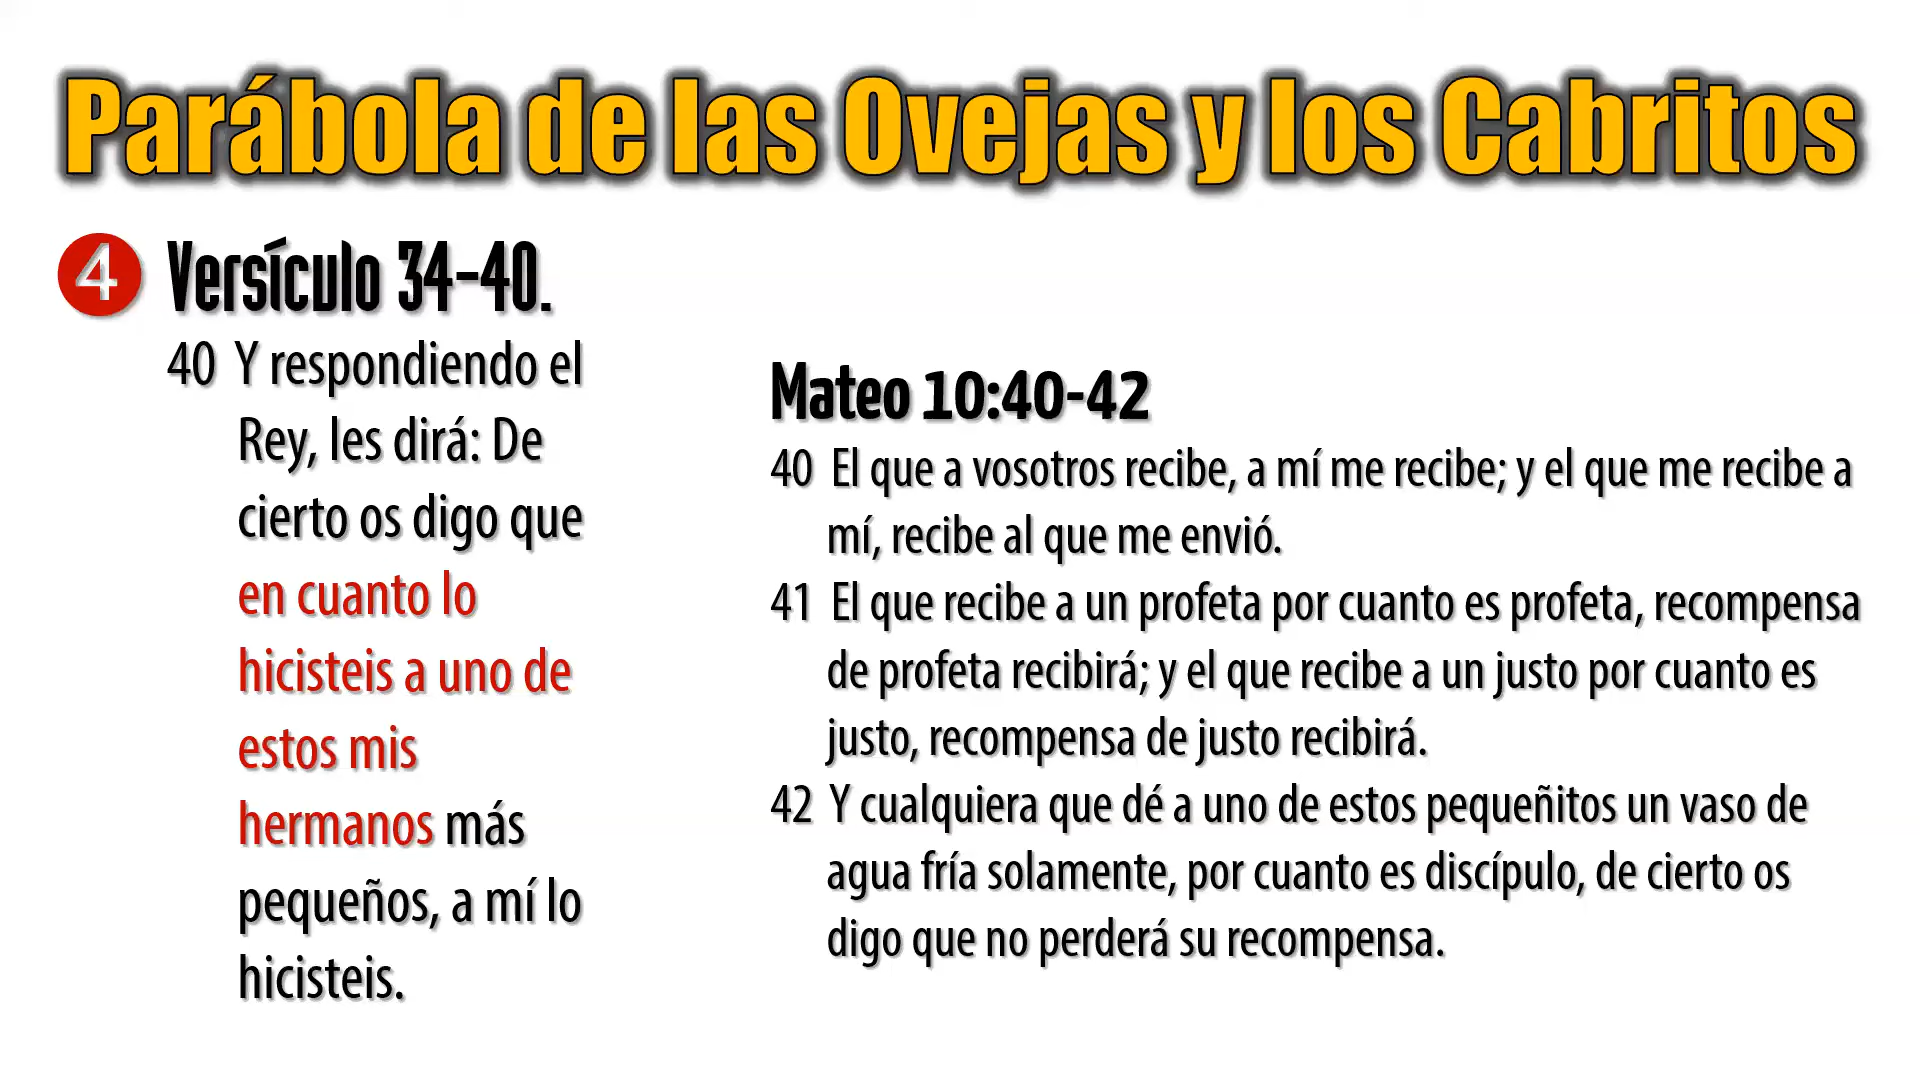 Parábola de las Ovejas y los Cabritos
4 Versículo 34-40.
40 Y respondiendo el
Rey, les dirá: De
cierto os digo que
en cuanto lo
hicisteis a uno de
estos mis
hermanos más
pequeños, a mí lo
hicisteis.
Mateo 10:40-42
40 El que a vosotros recibe, a mí me recibe; y el que me recibe a
mí, recibe al que me envió.
41 El que recibe a un profeta por cuanto es profeta, recompensa
de profeta recibirá; y el que recibe a un justo por cuanto es
justo, recompensa de justo recibirá.
42 Y cualquiera que dé a uno de estos pequeñitos un vaso de
agua fría solamente, por cuanto es discípulo, de cierto os
digo que no perderá su recompensa.